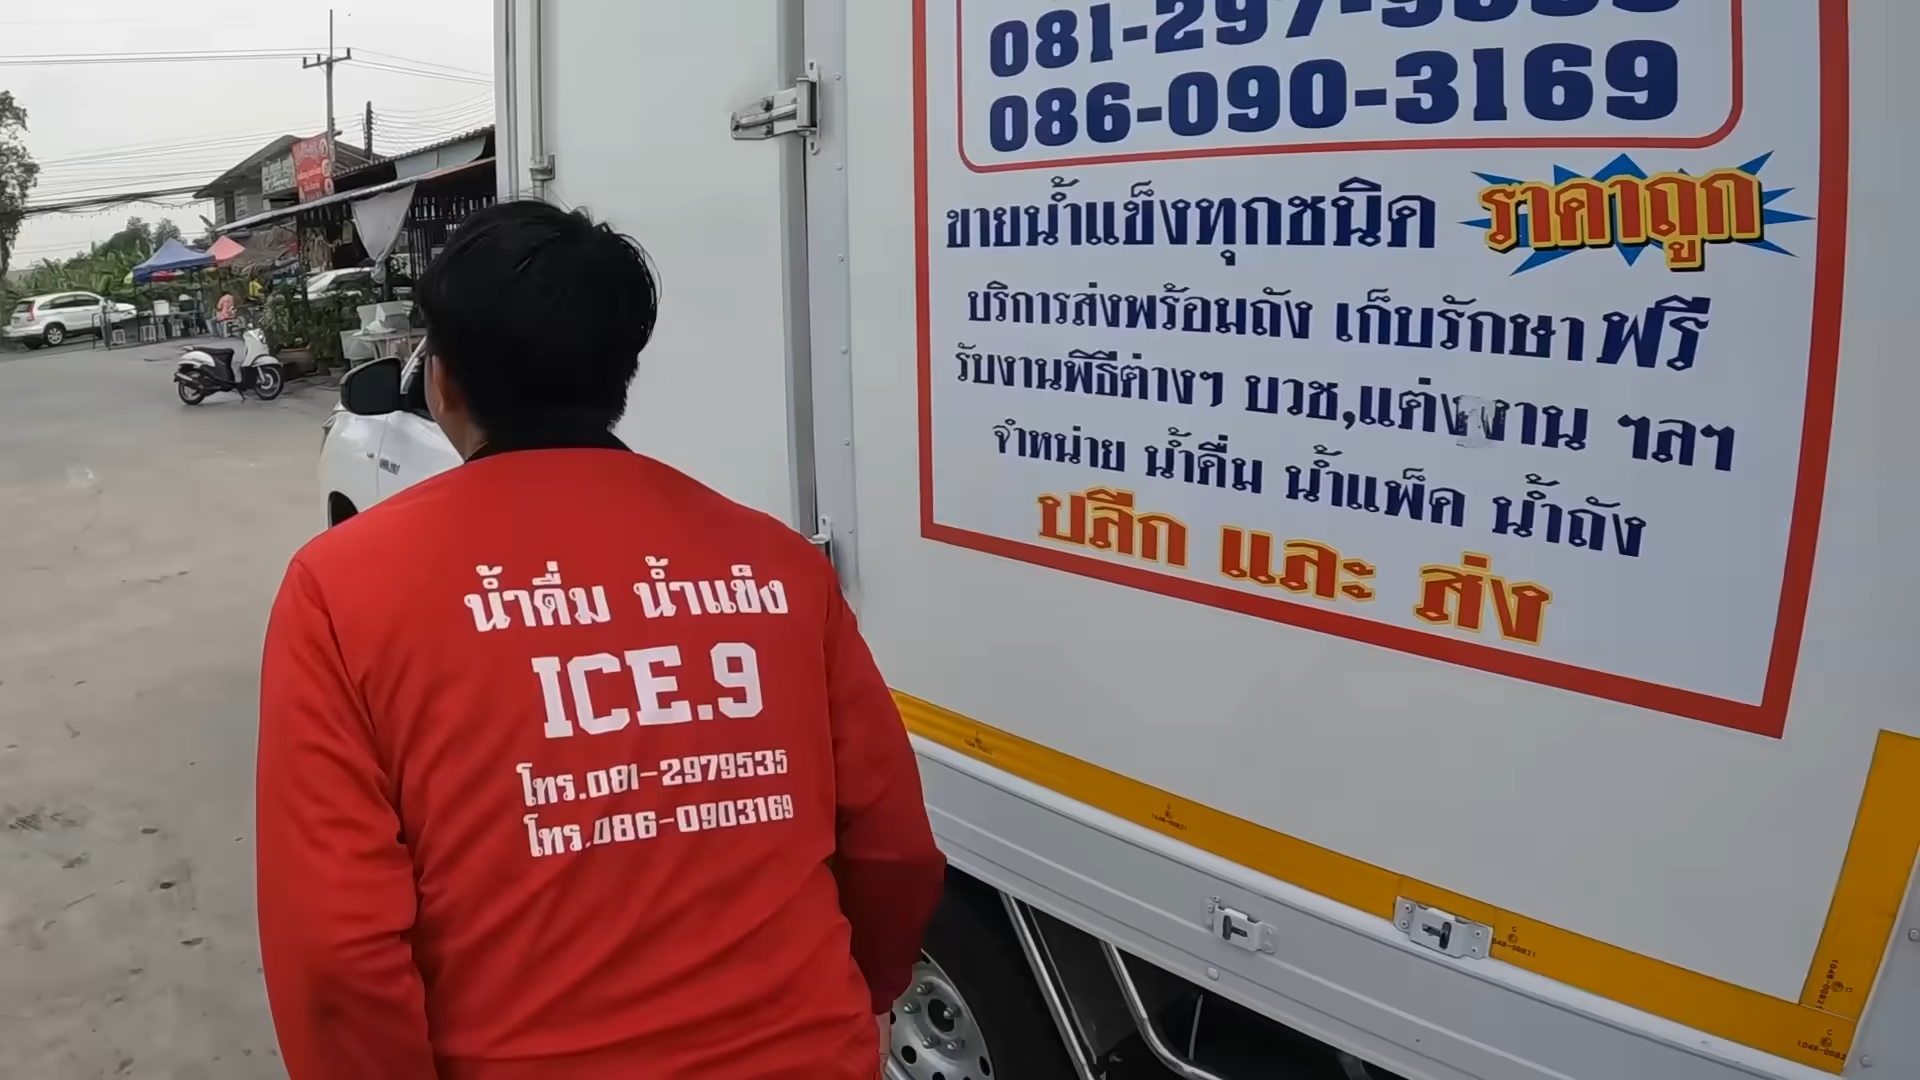 086-090-3169
ขายน้ำแข็งทุกชนิด ราคาถูก
บริการส่งพร้อมถัง เก็บรักษา ฟรี
รับงานพิธีต่างๆ บวช,แต่งงาน ฯลฯ
จำหน่าย น้ำดื่ม น้ำแพ็ค น้ำถัง
ปลีก และ ส่ง
น้ำดื่ม น้ำแข็ง
ICE.9
โทร.081-2979535
โทร.086-0903169